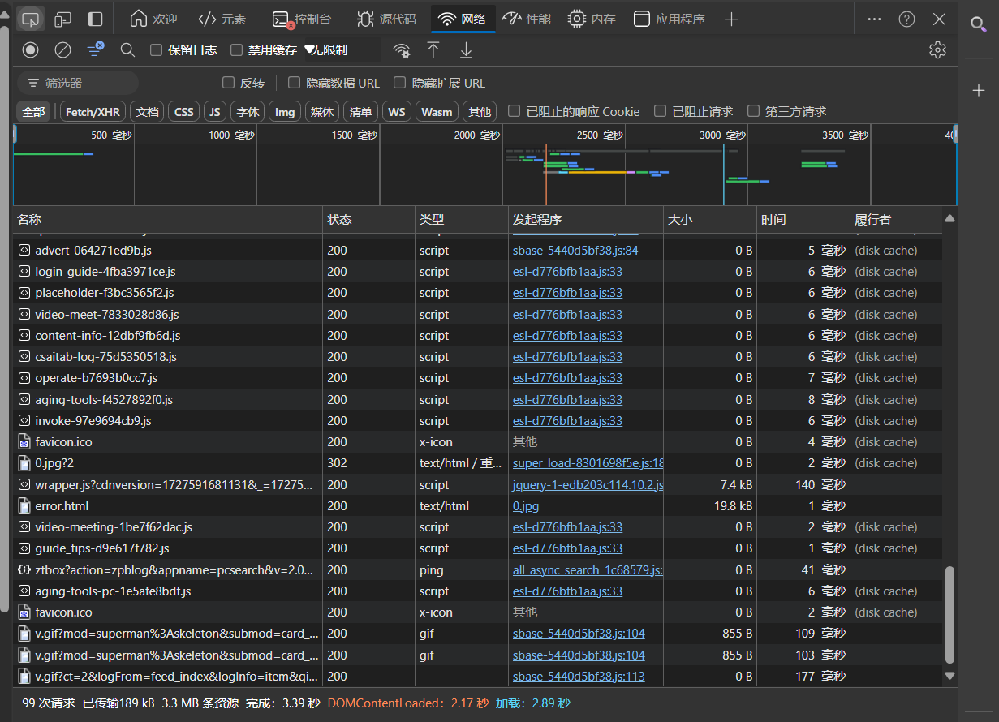 欢迎 元素 控制台 源代码 网络 性能 内存 应用程序
保留日志 禁用缓存 无限制
筛选器 反转 隐藏数据 URL 隐藏扩展 URL
全部 Fetch/XHR 文档 CSS JS 字体 Img 媒体 清单 WS Wasm 其他 已阻止的响应 Cookie 已阻止请求 第三方请求
500 毫秒 1000 毫秒 1500 毫秒 2000 毫秒 2500 毫秒 3000 毫秒 3500 毫秒 40
名称 状态 类型 发起程序 大小 时间 履行者
advert-064271ed9b.js 200 script sbase-5440d5bf38.js:84 0 B 5 毫秒 (disk cache)
login_guide-4fba3971ce.js 200 script esl-d776bfb1aa.js:33 0 B 6 毫秒 (disk cache)
placeholder-f3bc3565f2.js 200 script esl-d776bfb1aa.js:33 0 B 6 毫秒 (disk cache)
video-meet-7833028d86.js 200 script esl-d776bfb1aa.js:33 0 B 6 毫秒 (disk cache)
content-info-12dbf9fb6d.js 200 script esl-d776bfb1aa.js:33 0 B 6 毫秒 (disk cache)
csaitab-log-75d5350518.js 200 script esl-d776bfb1aa.js:33 0 B 6 毫秒 (disk cache)
operate-b7693b0cc7.js 200 script esl-d776bfb1aa.js:33 0 B 7 毫秒 (disk cache)
aging-tools-f4527892f0.js 200 script esl-d776bfb1aa.js:33 0 B 8 毫秒 (disk cache)
invoke-97e9694cb9.js 200 script esl-d776bfb1aa.js:33 0 B 6 毫秒 (disk cache)
favicon.ico 200 x-icon 其他 0 B 4 毫秒 (disk cache)
0.jpg?2 302 text/html / 重... super_load-8301698f5e.js:18 0 B 2 毫秒 (disk cache)
wrapper.js?cdnversion=1727591681131&_=17275... 200 script jquery-1-edb203c114.10.2.js 7.4 kB 140 毫秒
error.html 200 text/html 0.jpg 19.8 kB 1 毫秒
video-meeting-1be7f62dac.js 200 script esl-d776bfb1aa.js:33 0 B 2 毫秒 (disk cache)
guide_tips-d9e617f782.js 200 script esl-d776bfb1aa.js:33 0 B 1 毫秒 (disk cache)
ztbox?action=zpblog&appname=pcsearch&v=2.0... 200 ping all_async_search_1c68579.js: 0 B 41 毫秒
aging-tools-pc-1e5afe8bdf.js 200 script esl-d776bfb1aa.js:33 0 B 6 毫秒 (disk cache)
favicon.ico 200 x-icon 其他 0 B 2 毫秒 (disk cache)
v.gif?mod=superman%3Askeleton&submod=card_... 200 gif sbase-5440d5bf38.js:104 855 B 109 毫秒
v.gif?mod=superman%3Askeleton&submod=card_... 200 gif sbase-5440d5bf38.js:104 855 B 103 毫秒
v.gif?ct=2&logFrom=feed_index&logInfo=item&qi... 200 sbase-5440d5bf38.js:113 0 B 177 毫秒
99 次请求 已传输189 kB 3.3 MB 条资源 完成：3.39 秒 DOMContentLoaded：2.17 秒 加载：2.89 秒